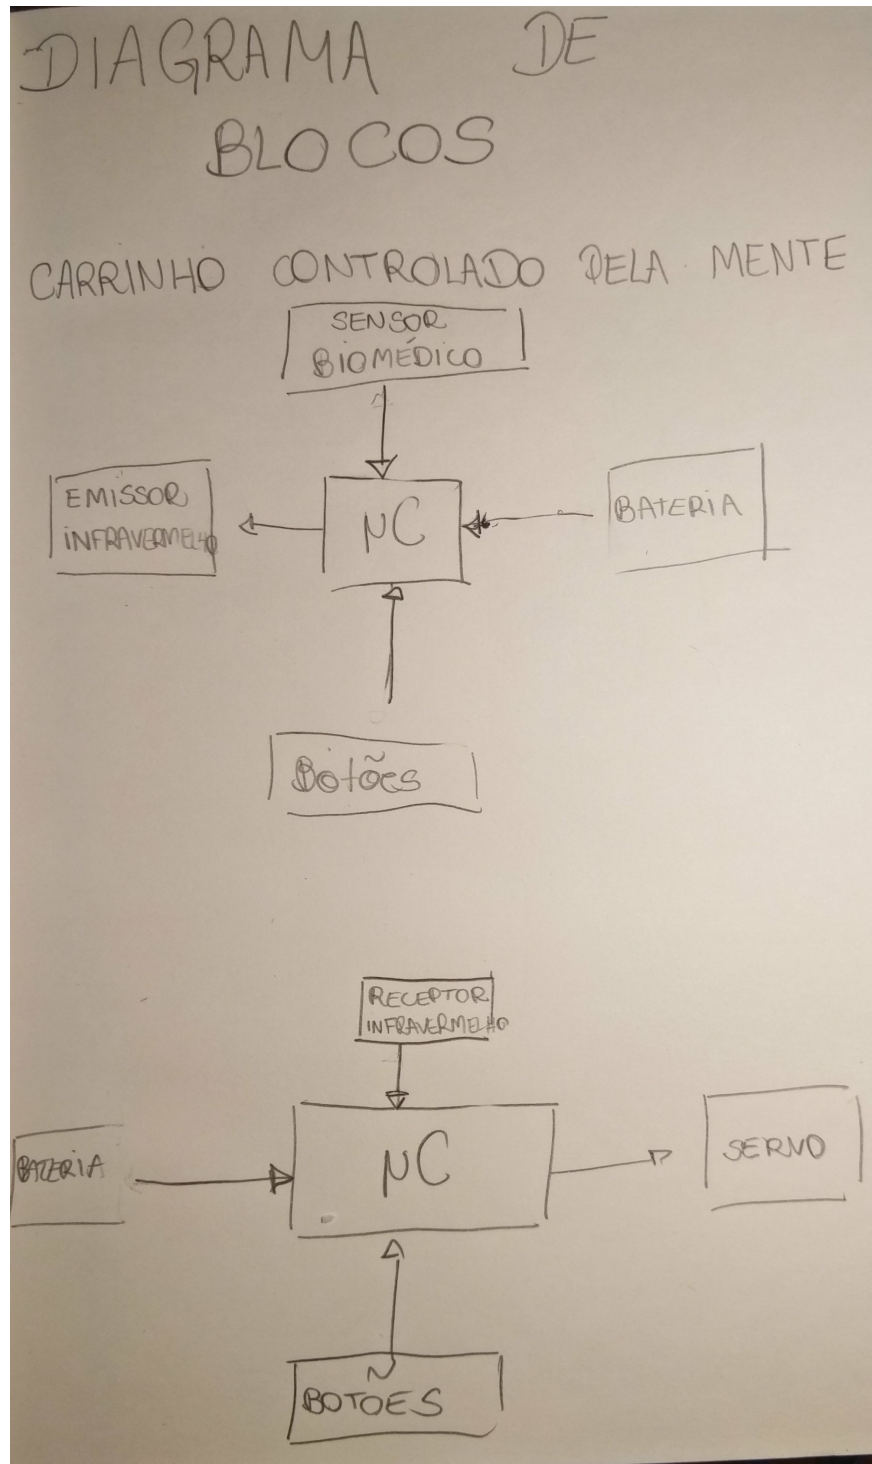 DIAGRAMA DE
BLOCOS
CARRINHO CONTROLADO PELA MENTE
SENSOR
BIOMÉDICO
EMISSOR
INFRAVERMELHO
µC
BATERIA
Botões
RECEPTOR
INFRAVERMELHO
BATERIA
µC
SERVO
BOTÕES